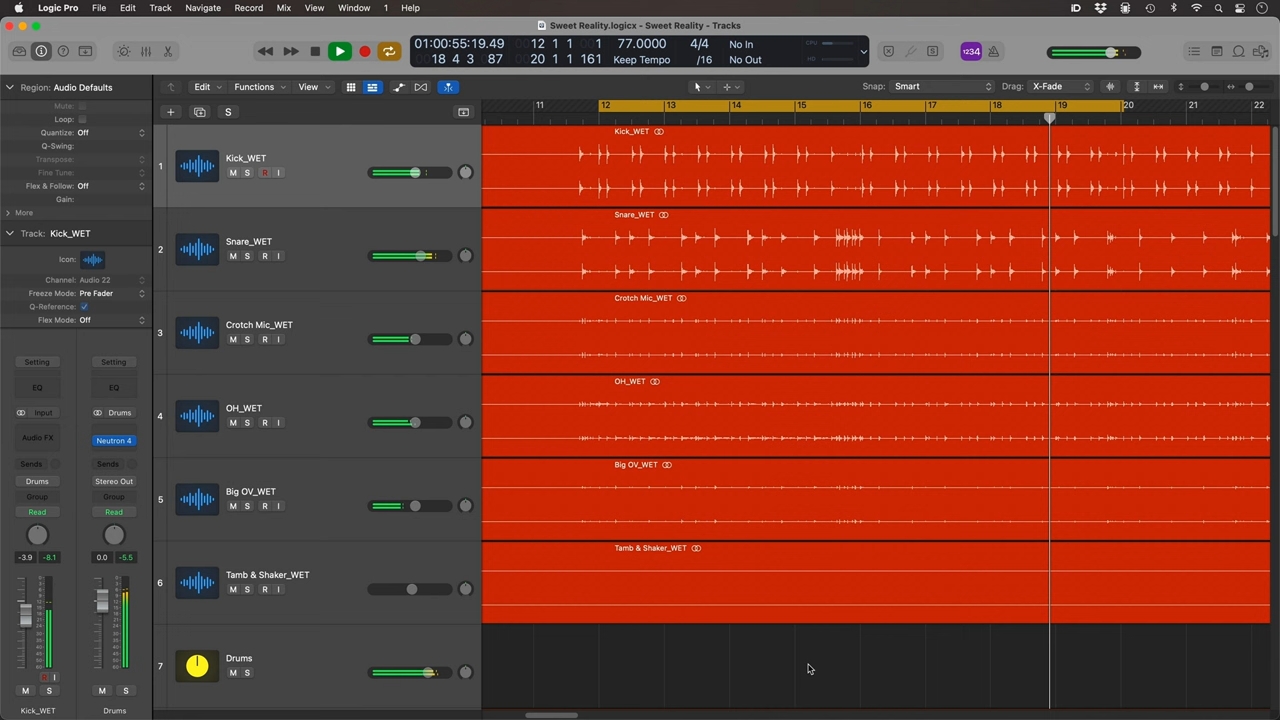 Logic Pro File Edit Track Navigate Record Mix View Window 1 Help
Sweet Reality.logicx - Sweet Reality - Tracks
01:00:55:19.49 12 1 1 1 77.0000 4/4 No In CPU
18 4 3 87 20 1 1 161 Keep Tempo /16 No Out HD
1234
Region: Audio Defaults
Edit Functions View Snap: Smart Drag: X-Fade
Mute:
Loop:
Quantize: Off
Q-Swing:
Transpose:
Fine Tune:
Flex & Follow: Off
Gain:
More
Track: Kick_WET
Icon:
Channel: Audio 22
Freeze Mode: Pre Fader
Q-Reference:
Flex Mode: Off
Setting Setting
EQ EQ
Input Drums
Audio FX Neutron 4
Sends Sends
Drums Stereo Out
Group Group
Read Read
-3.9 -8.1 0.0 -5.5
R I
M S M S
Kick_WET Drums
S
11 12 13 14 15 16 17 18 19 20 21 22
1 Kick_WET
M S R I
Kick_WET
2 Snare_WET
M S R I
Snare_WET
3 Crotch Mic_WET
M S R I
Crotch Mic_WET
4 OH_WET
M S R I
OH_WET
5 Big OV_WET
M S R I
Big OV_WET
6 Tamb & Shaker_WET
M S R I
Tamb & Shaker_WET
7 Drums
M S